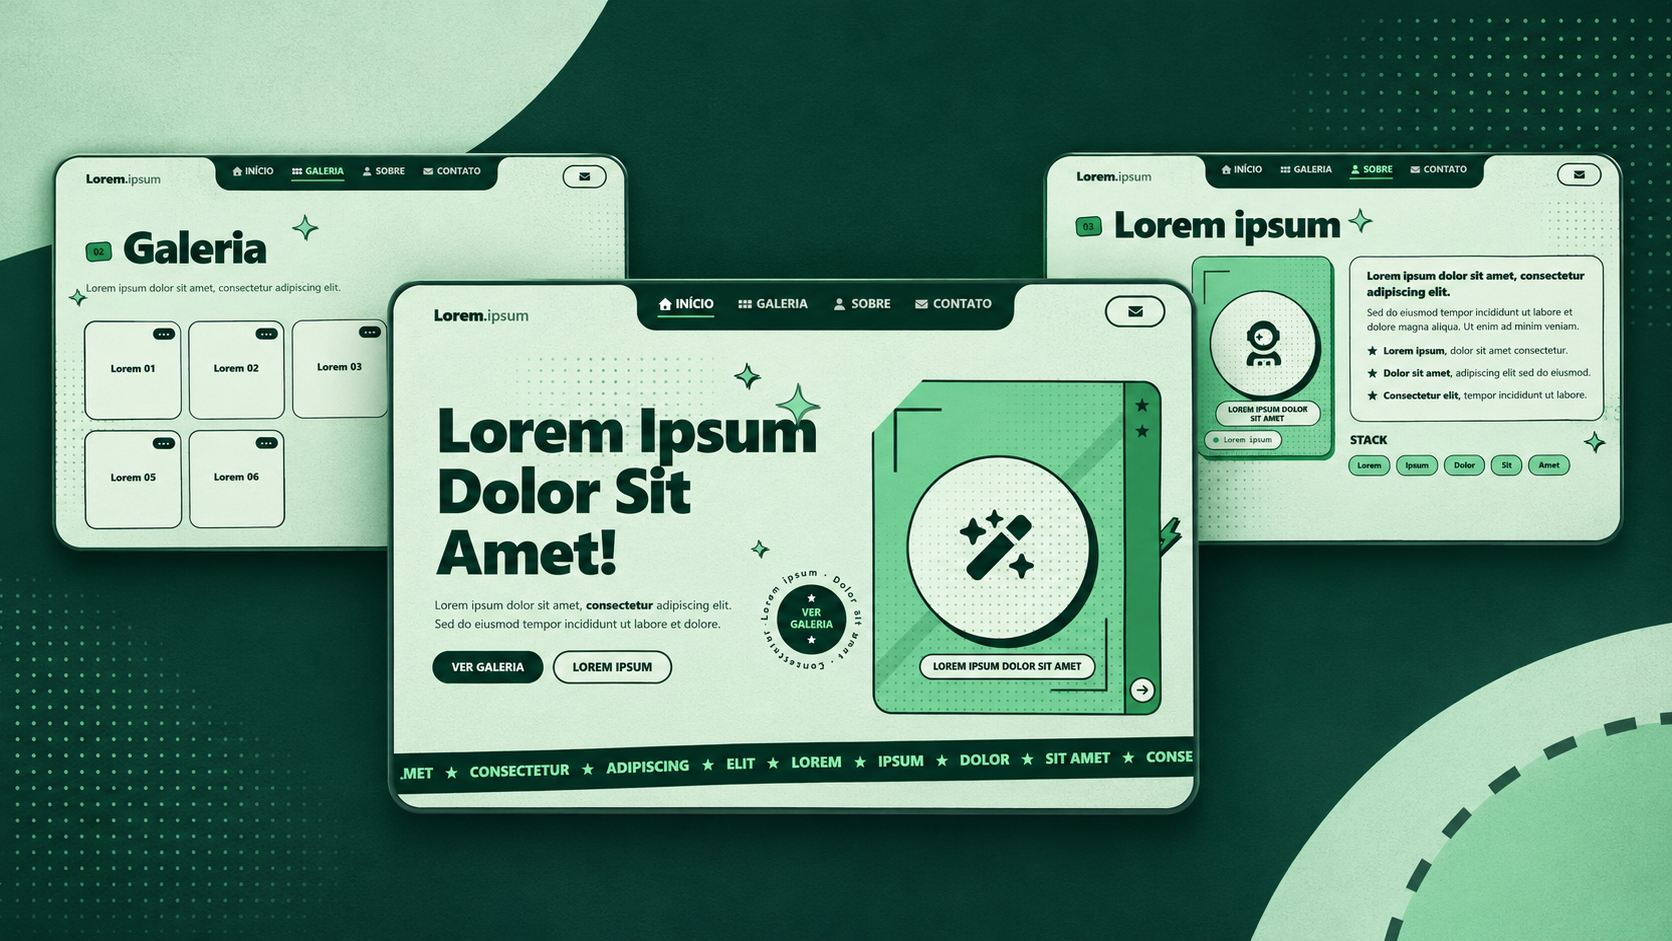 Lorem.ipsum
INÍCIO GALERIA SOBRE CONTATO
02 Galeria
Lorem ipsum dolor sit amet, consectetur adipiscing elit.
Lorem 01
Lorem 02
Lorem 03
Lorem 05
Lorem 06
Lorem.ipsum
INÍCIO GALERIA SOBRE CONTATO
Lorem Ipsum
Dolor Sit
Amet!
Lorem ipsum dolor sit amet, consectetur adipiscing elit.
Sed do eiusmod tempor incididunt ut labore et dolore.
VER GALERIA
LOREM IPSUM
Lorem ipsum · Dolor sit amet · Consectetur ·
VER
GALERIA
LOREM IPSUM DOLOR SIT AMET
.MET ★ CONSECTETUR ★ ADIPISCING ★ ELIT ★ LOREM ★ IPSUM ★ DOLOR ★ SIT AMET ★ CONSE
Lorem.ipsum
INÍCIO GALERIA SOBRE CONTATO
03 Lorem ipsum
LOREM IPSUM DOLOR
SIT AMET
Lorem ipsum
Lorem ipsum dolor sit amet, consectetur
adipiscing elit.
Sed do eiusmod tempor incididunt ut labore et
dolore magna aliqua. Ut enim ad minim veniam.
★ Lorem ipsum, dolor sit amet consectetur.
★ Dolor sit amet, adipiscing elit sed do eiusmod.
★ Consectetur elit, tempor incididunt ut labore.
STACK
Lorem Ipsum Dolor Sit Amet